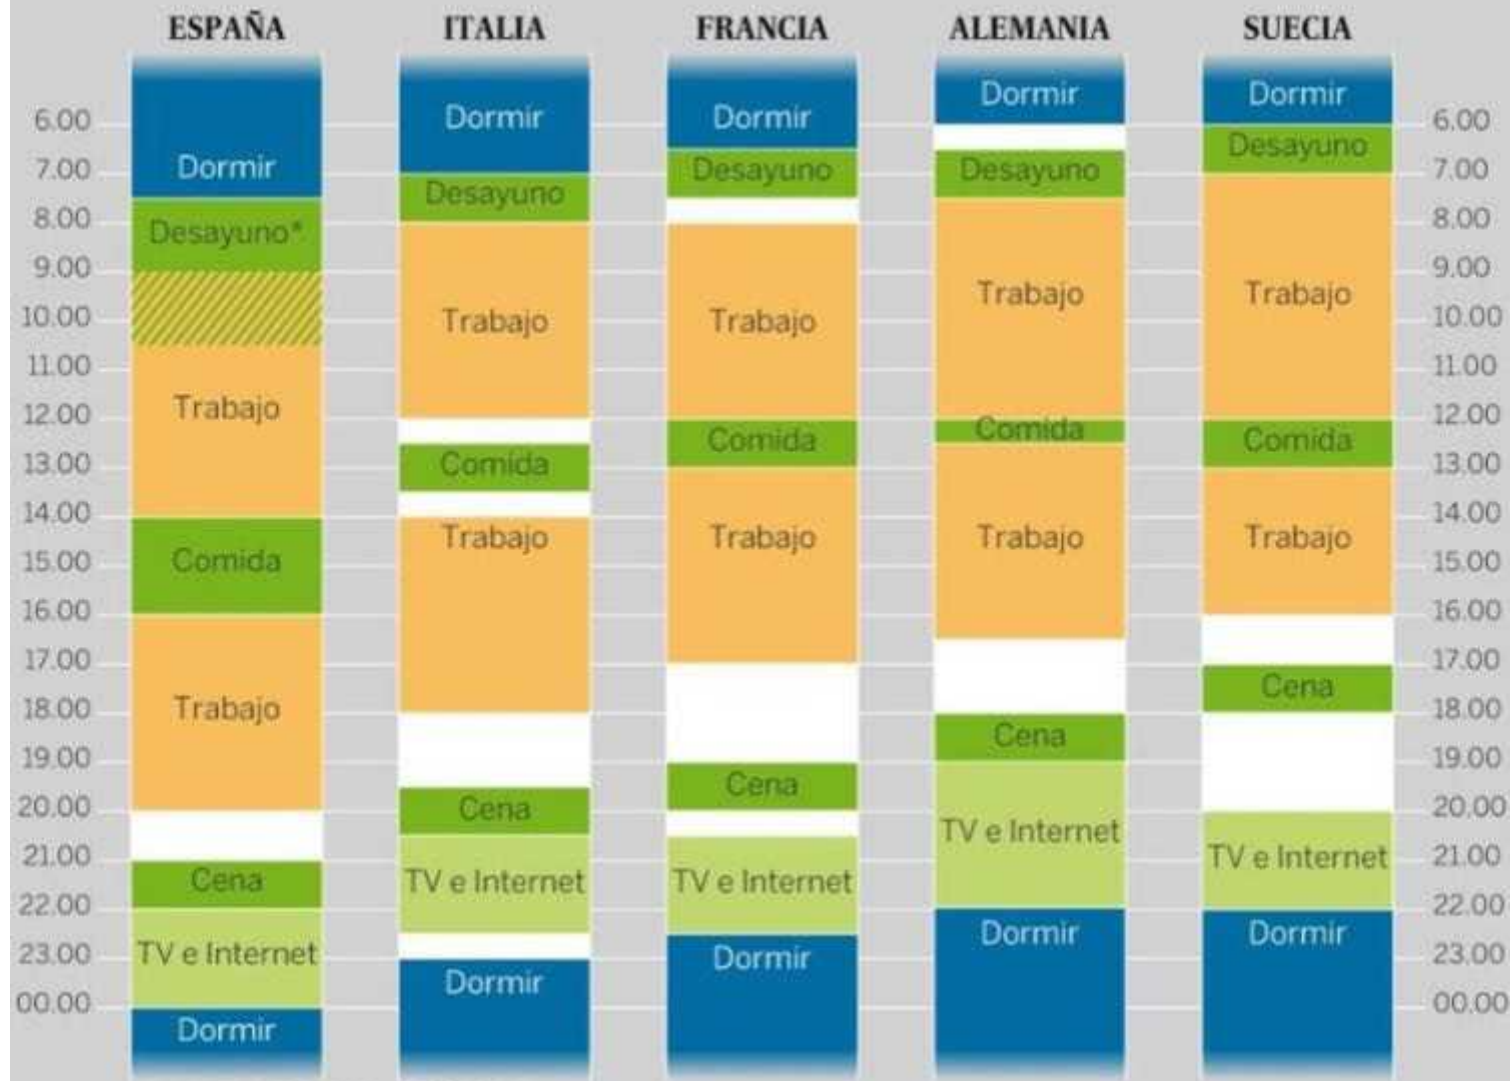 ESPAÑA ITALIA FRANCIA ALEMANIA SUECIA
Dormir Dormir
Dormir Dormir
6.00 6.00
Desayuno
Dormir Desayuno Desayuno
7.00 7.00
Desayuno
8.00 8.00
Desayuno*
9.00 9.00
Trabajo Trabajo
10.00 Trabajo Trabajo 10.00
11.00 11.00
Trabajo
12.00 12.00
Comida
Comida Comida
13.00 Comida 13.00
14.00 14.00
Trabajo Trabajo Trabajo Trabajo
15.00 Comida 15.00
16.00 16.00
17.00 17.00
Cena
18.00 Trabajo 18.00
Cena
19.00 19.00
Cena
20.00 Cena 20.00
TV e Internet
21.00 TV e Internet 21.00
Cena TV e Internet TV e Internet
22.00 22.00
Dormir Dormir
23.00 TV e Internet Dormir 23.00
Dormir
00.00 00.00
Dormir